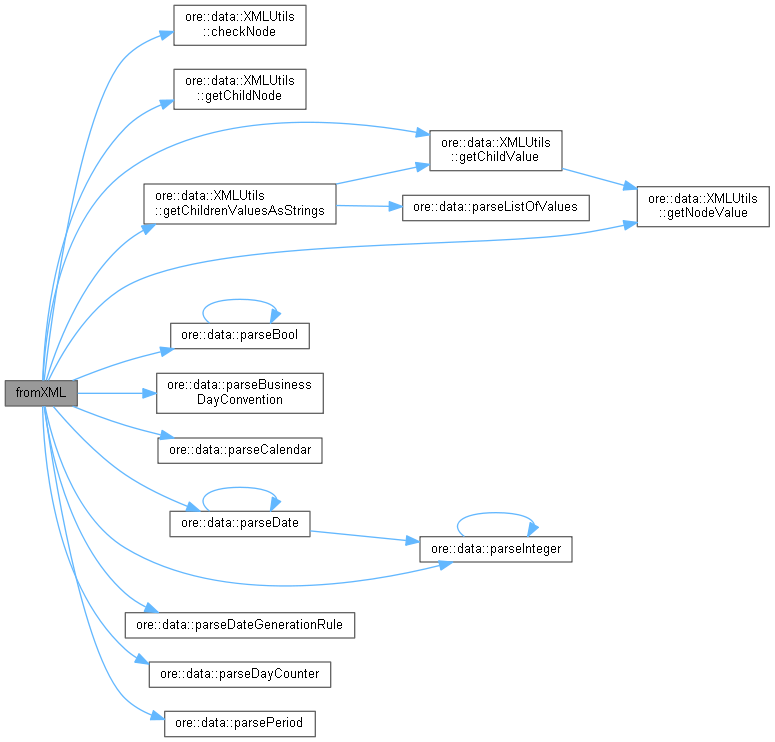 ore::data::XMLUtils
::checkNode
ore::data::XMLUtils
::getChildNode
ore::data::XMLUtils
::getChildValue
ore::data::XMLUtils
::getChildrenValuesAsStrings
ore::data::parseListOfValues
ore::data::XMLUtils
::getNodeValue
ore::data::parseBool
fromXML
ore::data::parseBusiness
DayConvention
ore::data::parseCalendar
ore::data::parseDate
ore::data::parseInteger
ore::data::parseDateGenerationRule
ore::data::parseDayCounter
ore::data::parsePeriod